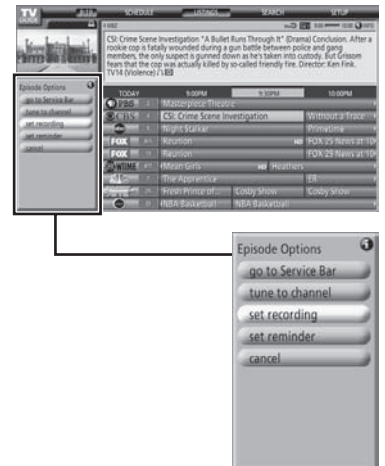 TV
GUIDE
SCHEDULE LISTINGS SEARCH SETUP
INFO
CSI: Crime Scene Investigation "A Bullet Runs Through It" (Drama) Conclusion. After a
rookie cop is fatally wounded during a gun battle between police and gang
members, the only suspect is gunned down as he's taken into custody. But Grissom
fears that the cop was actually killed by so-called friendly fire. Director: Ken Fink.
TV14 (Violence)
Episode Options
go to Service Bar
tune to channel
set recording
set reminder
cancel
TODAY 9:00PM 9:30PM 10:00PM
PBS Masterpiece Theatre
CBS CSI: Crime Scene Investigation Without a Trace
abc Night Stalker Primetime
FOX Reunion HD FOX 25 News at 10
FOX Reunion FOX 29 News at 10
TMAINE Mean Girls HD Heathers
The Apprentice ER
Fresh Prince of... Cosby Show Cosby Show
NBA Basketball NBA Basketball
Episode Options
go to Service Bar
tune to channel
set recording
set reminder
cancel